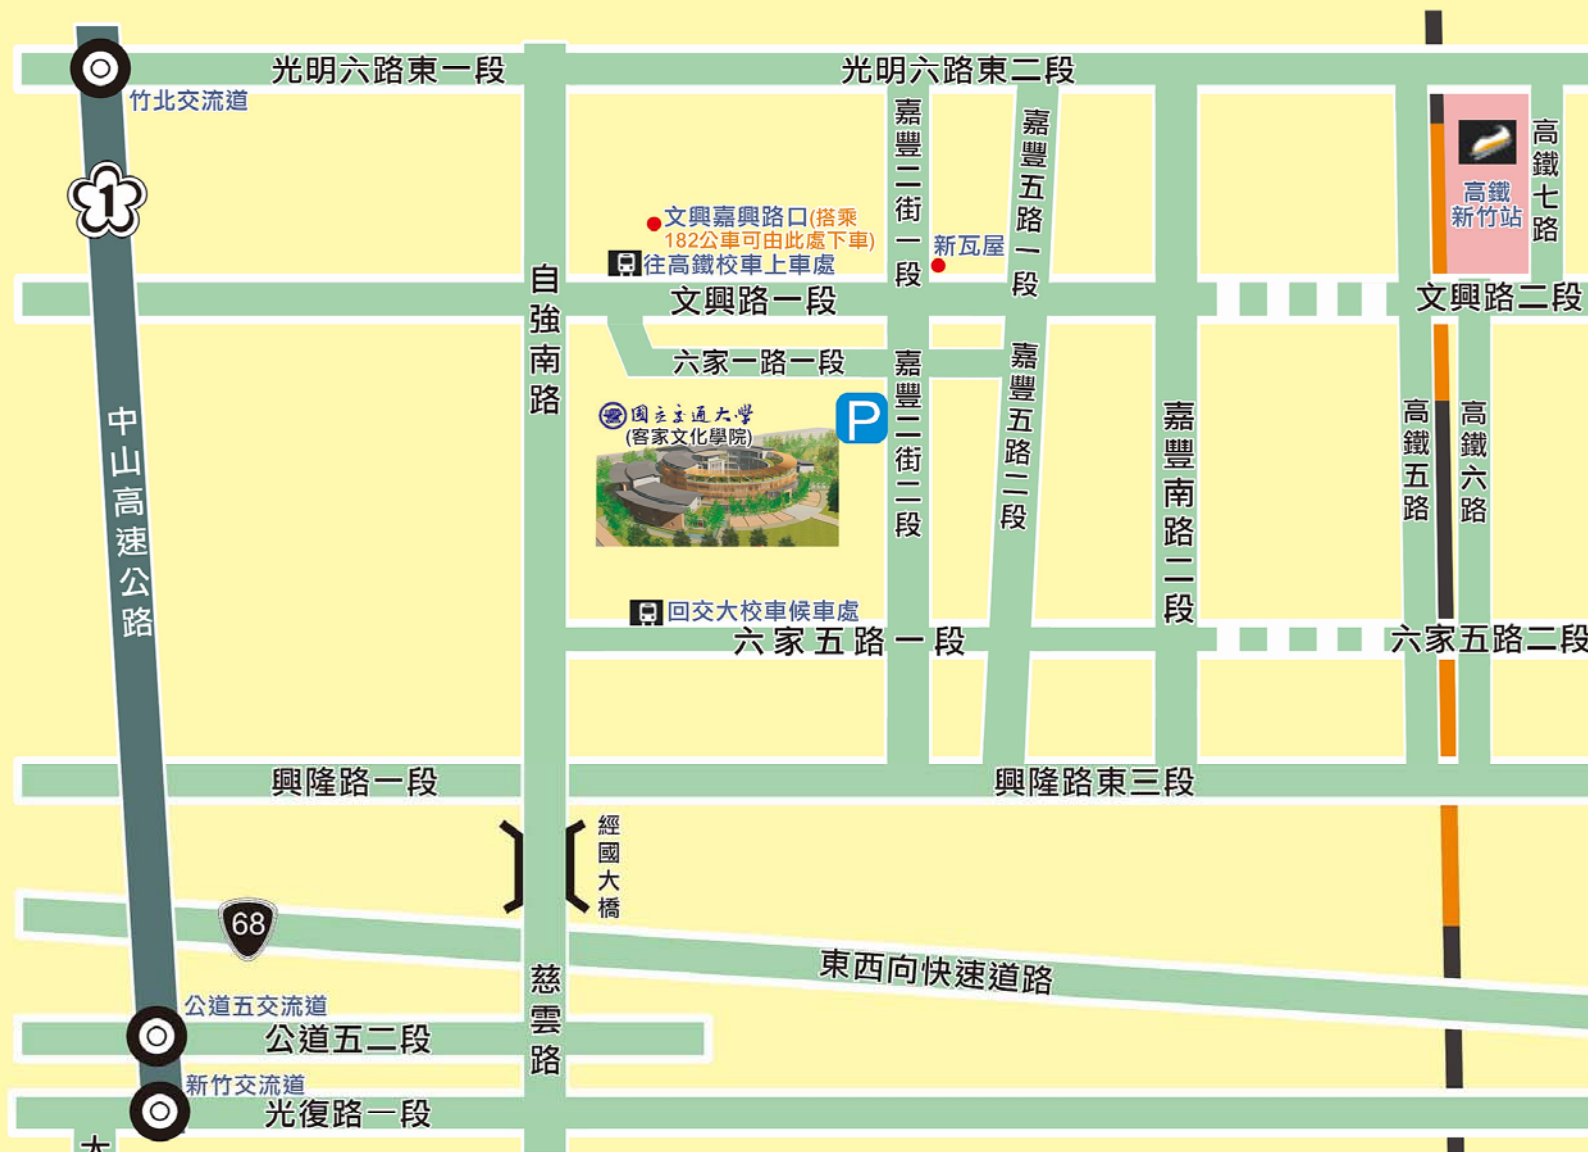 光明六路東一段
光明六路東二段
竹北交流道
1
嘉豐二街一段
嘉豐五路一段
高鐵七路
高鐵
新竹站
文興嘉興路口(搭乘
182公車可由此處下車)
新瓦屋
往高鐵校車上車處
自強南路
文興路一段
文興路二段
六家一路一段
嘉豐二街二段
嘉豐五路二段
國立交通大學
(客家文化學院)
P
中山高速公路
嘉豐南路二段
高鐵五路
高鐵六路
回交大校車候車處
六家五路一段
六家五路二段
興隆路一段
興隆路東三段
經國大橋
68
東西向快速道路
慈雲路
公道五交流道
公道五二段
新竹交流道
光復路一段